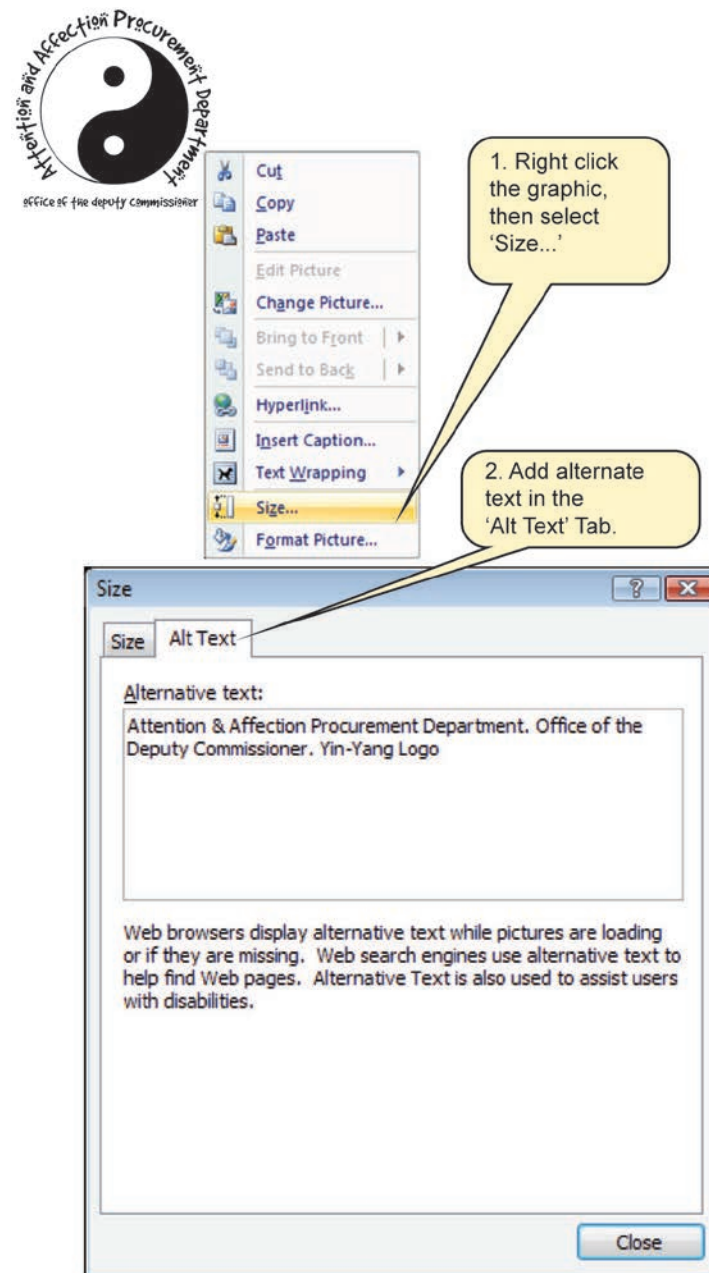 Attention and Affection Procurement Department
office of the deputy commissioner
1. Right click
the graphic,
then select
‘Size...’
Cut
Copy
Paste
Edit Picture
Change Picture...
Bring to Front
Send to Back
Hyperlink...
Insert Caption...
Text Wrapping
Size...
Format Picture...
2. Add alternate
text in the
‘Alt Text’ Tab.
Size
?
Size Alt Text
Alternative text:
Attention & Affection Procurement Department. Office of the
Deputy Commissioner. Yin-Yang Logo
Web browsers display alternative text while pictures are loading
or if they are missing. Web search engines use alternative text to
help find Web pages. Alternative Text is also used to assist users
with disabilities.
Close